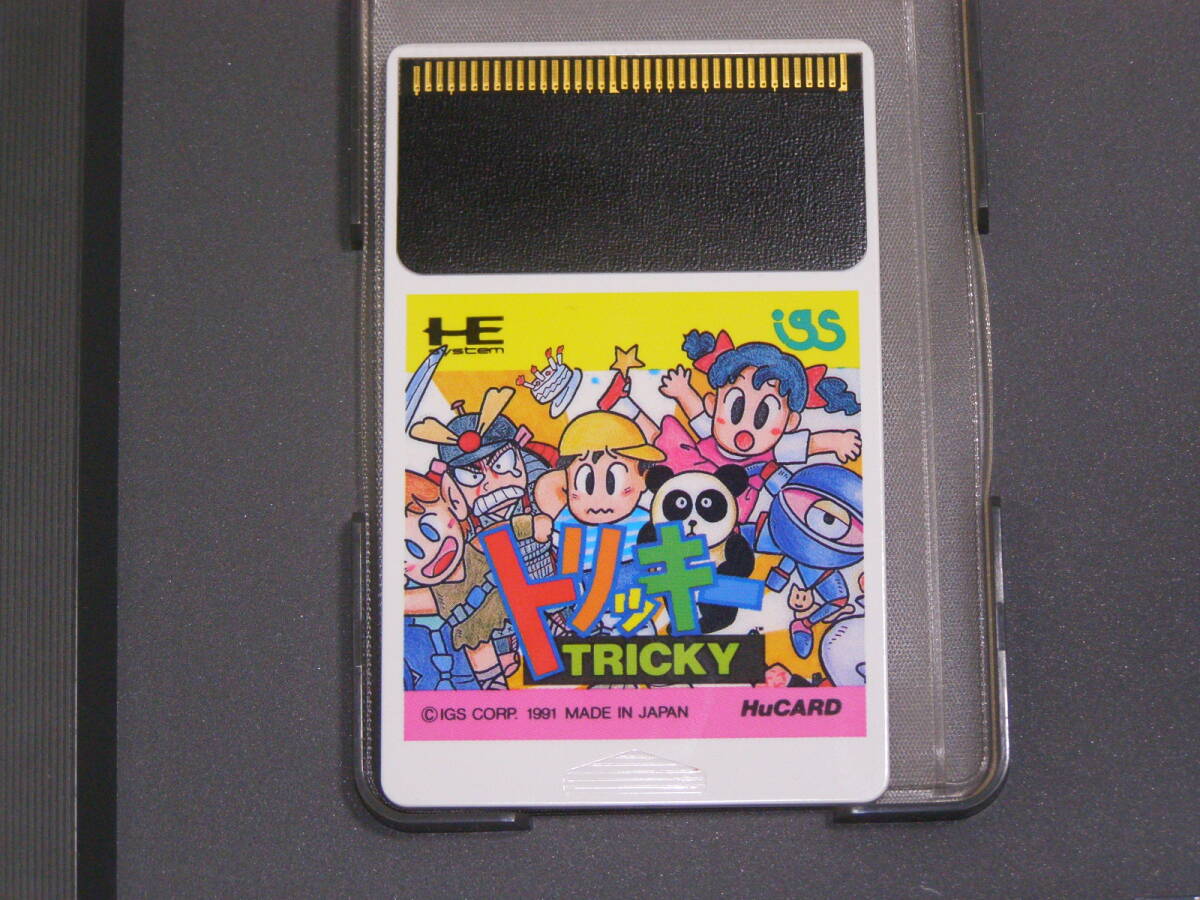 HE
system
igs
トリッキー
TRICKY
©IGS CORP. 1991 MADE IN JAPAN
HuCARD